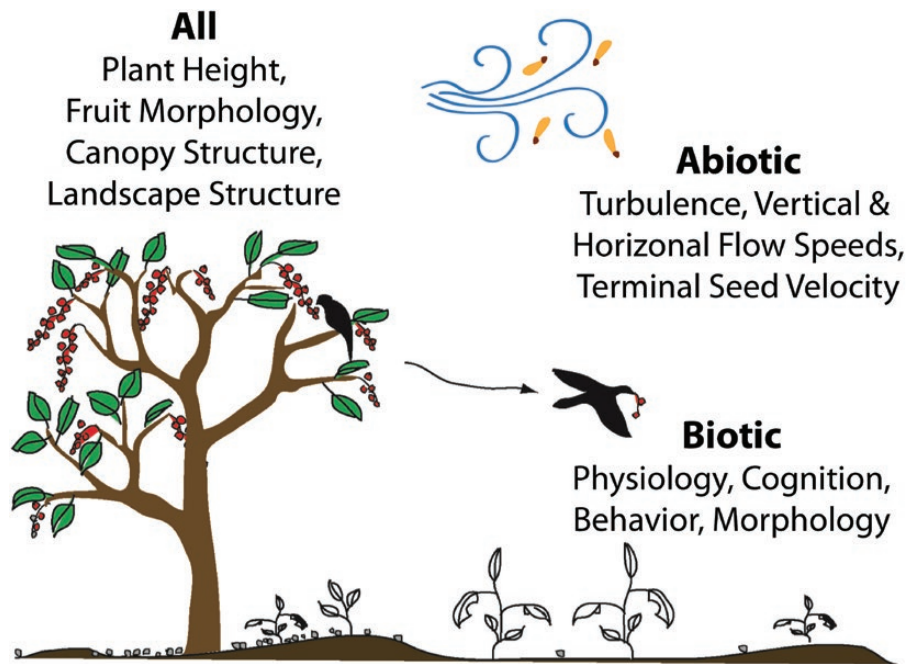 All
Plant Height,
Fruit Morphology,
Canopy Structure,
Landscape Structure
Abiotic
Turbulence, Vertical &
Horizonal Flow Speeds,
Terminal Seed Velocity
Biotic
Physiology, Cognition,
Behavior, Morphology